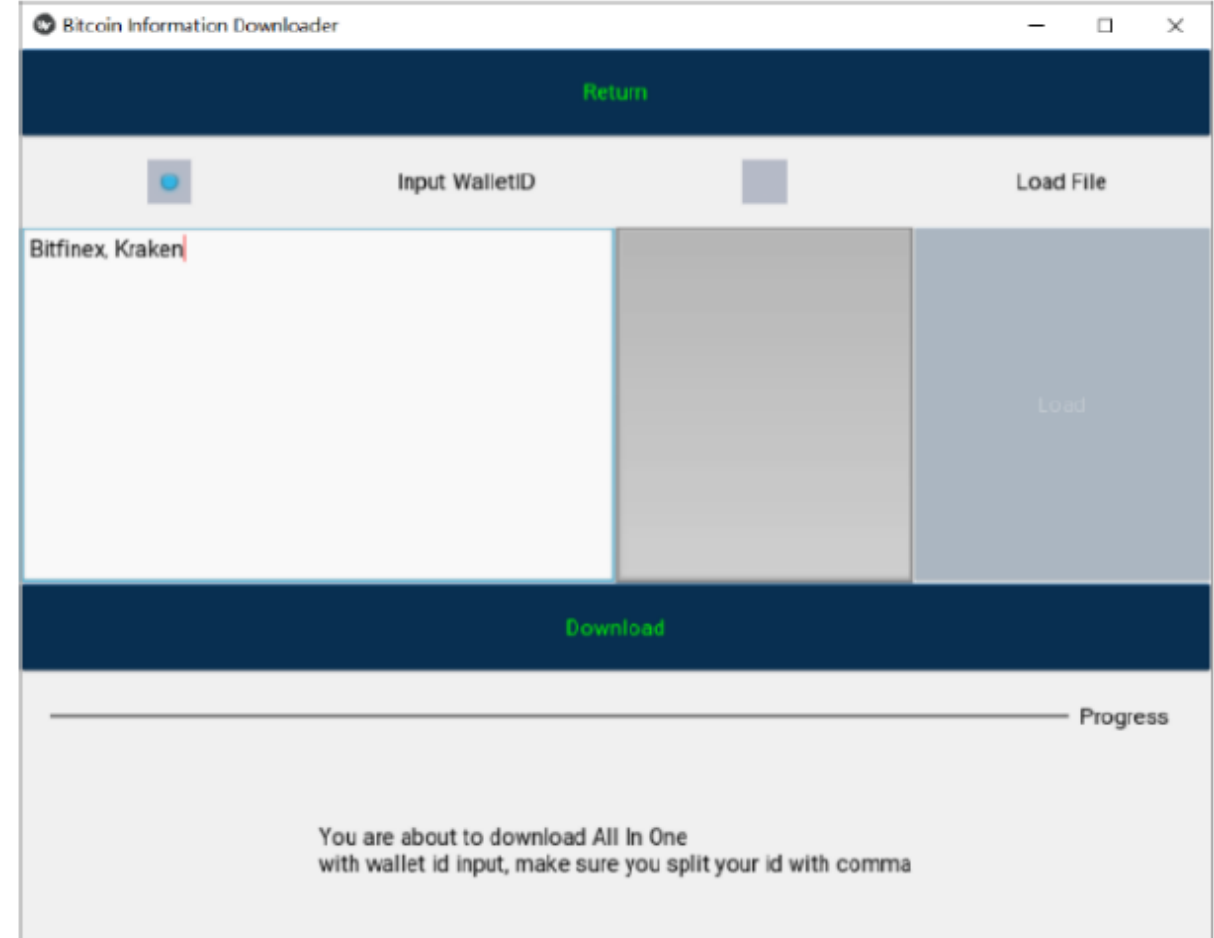 Bitcoin Information Downloader
Return
Input WalletID
Load File
Bitfinex, Kraken
Load
Download
Progress
You are about to download All In One
with wallet id input, make sure you split your id with comma